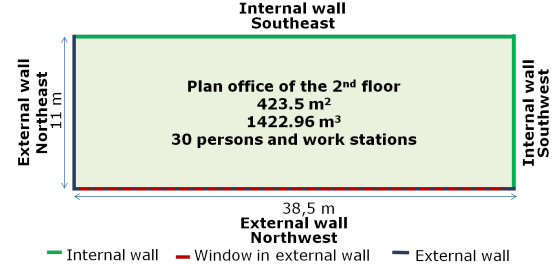 Internal wall
Southeast
External wall
Northeast
11 m
Plan office of the 2nd floor
423.5 m2
1422.96 m3
30 persons and work stations
Internal wall
Southwest
38,5 m
External wall
Northwest
Internal wall
Window in external wall
External wall